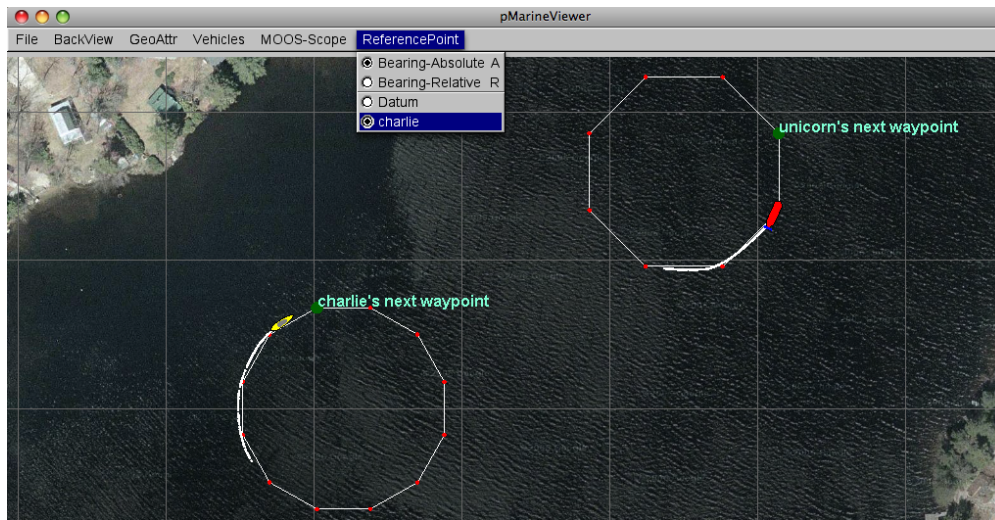 pMarineViewer
File BackView GeoAttr Vehicles MOOS-Scope ReferencePoint
Bearing-Absolute A
Bearing-Relative R
Datum
charlie
unicorn's next waypoint
charlie's next waypoint